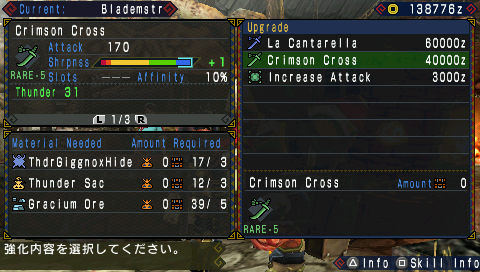 Current: Blademstr
138776z
Crimson Cross
Attack 170
Shrpnss +1
RARE-5 Slots --- Affinity 10%
Thunder 31
L 1/3 R
Material Needed Amount Required
ThdrGiggnoxHide 0 17/ 3
Thunder Sac 0 12/ 3
Gracium Ore 0 39/ 5
Upgrade
La Cantarella 60000z
Crimson Cross 40000z
Increase Attack 3000z
Crimson Cross Amount 0
RARE-5
強化内容を選択してください。
Info Skill Info